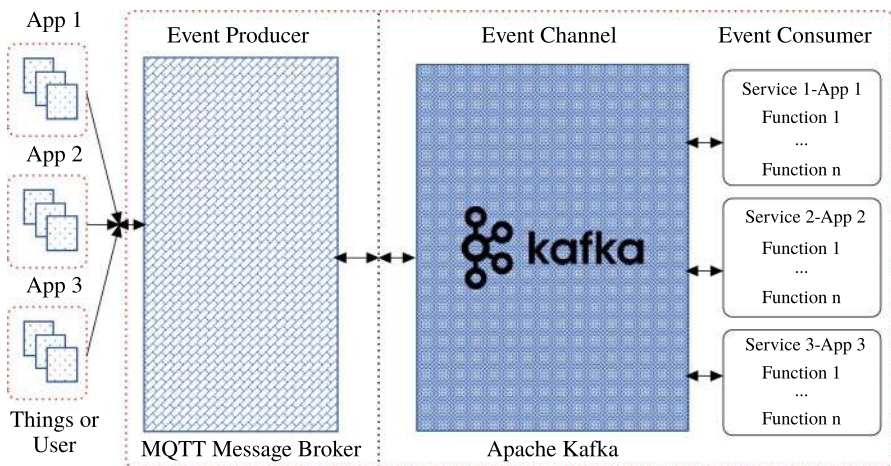 App 1
Event Producer
Event Channel
Event Consumer
Service 1-App 1
Function 1
...
Function n
App 2
Service 2-App 2
Function 1
...
Function n
kafka
App 3
Service 3-App 3
Function 1
...
Function n
Things or
User
MQTT Message Broker
Apache Kafka